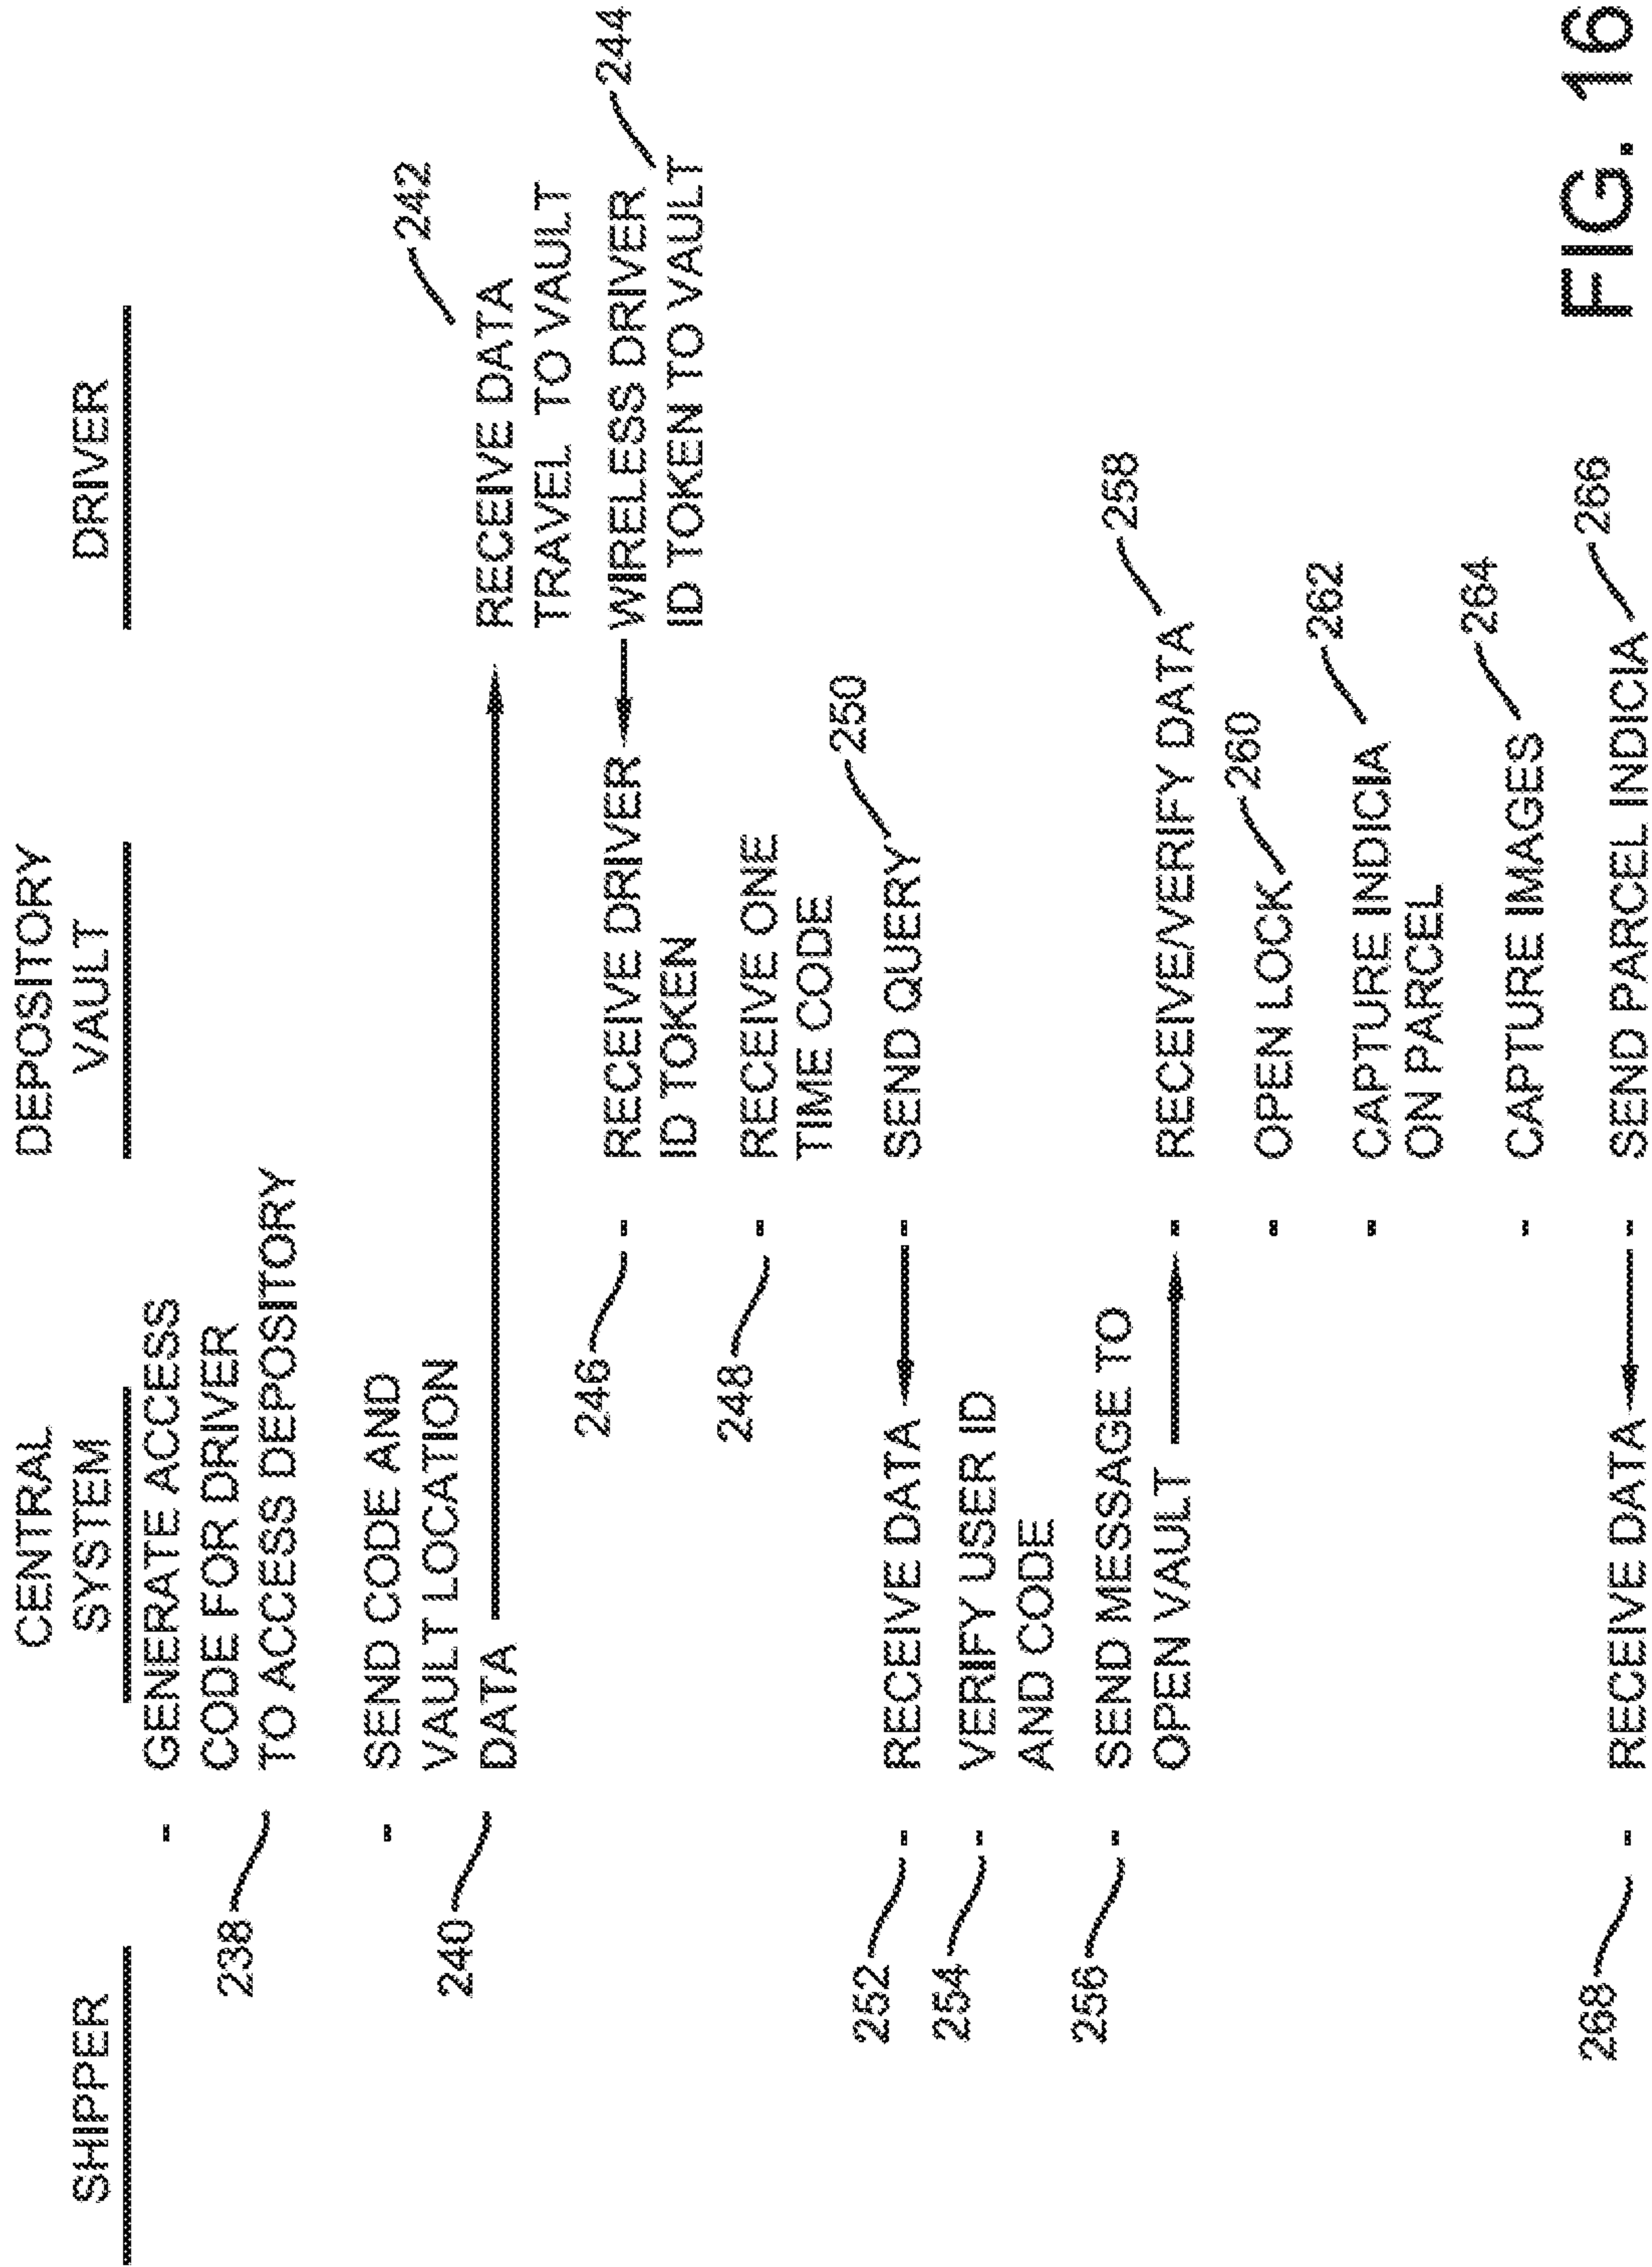 SHIPPER
CENTRAL
SYSTEM
DEPOSITORY
VAULT
DRIVER
GENERATE ACCESS
CODE FOR DRIVER
TO ACCESS DEPOSITORY
238
SEND CODE AND
VAULT LOCATION
DATA
240
RECEIVE DATA
TRAVEL TO VAULT
242
WIRELESS DRIVER
ID TOKEN TO VAULT
244
246
RECEIVE DRIVER
ID TOKEN
248
RECEIVE ONE
TIME CODE
SEND QUERY
250
252
RECEIVE DATA
254
VERIFY USER ID
AND CODE
256
SEND MESSAGE TO
OPEN VAULT
RECEIVE/VERIFY DATA
258
OPEN LOCK
260
CAPTURE INDICIA
ON PARCEL
262
CAPTURE IMAGES
264
SEND PARCEL INDICIA
266
268
RECEIVE DATA
FIG. 16